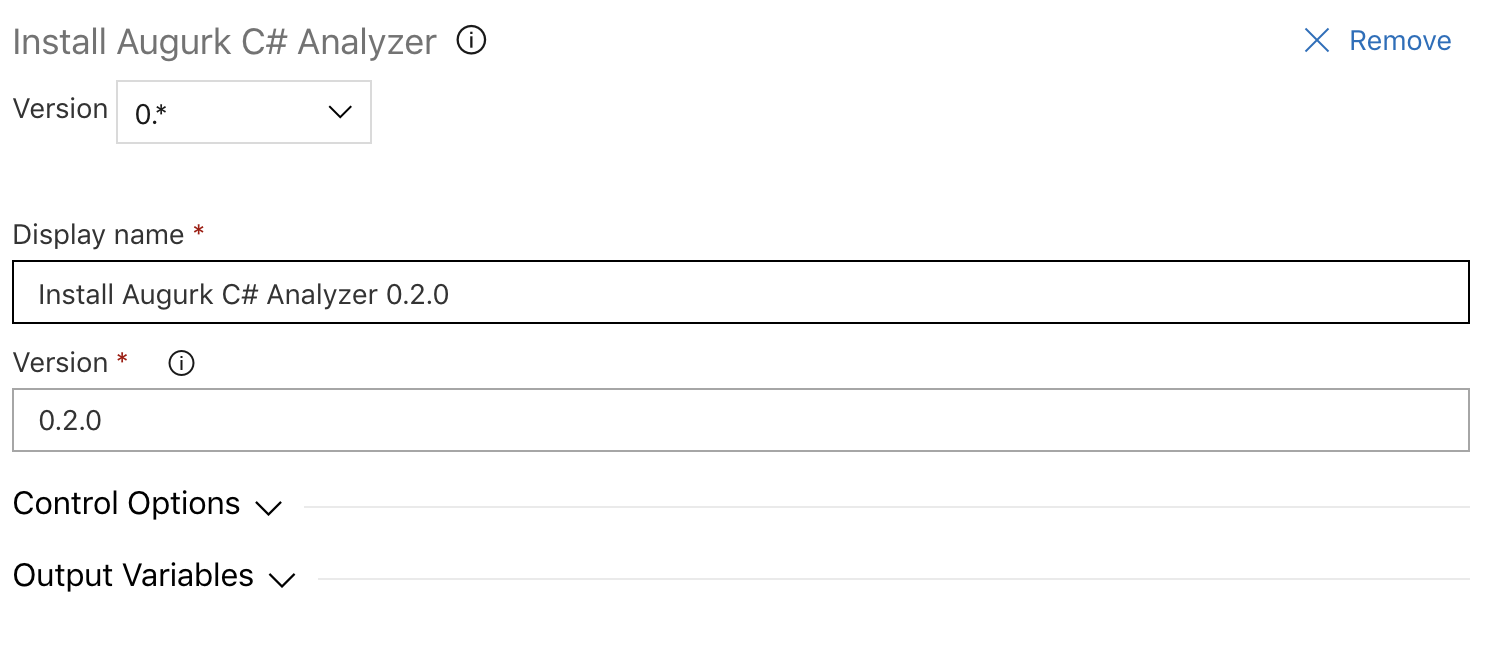 Install Augurk C# Analyzer
Remove
Version 0.*
Display name *
Install Augurk C# Analyzer 0.2.0
Version *
0.2.0
Control Options
Output Variables